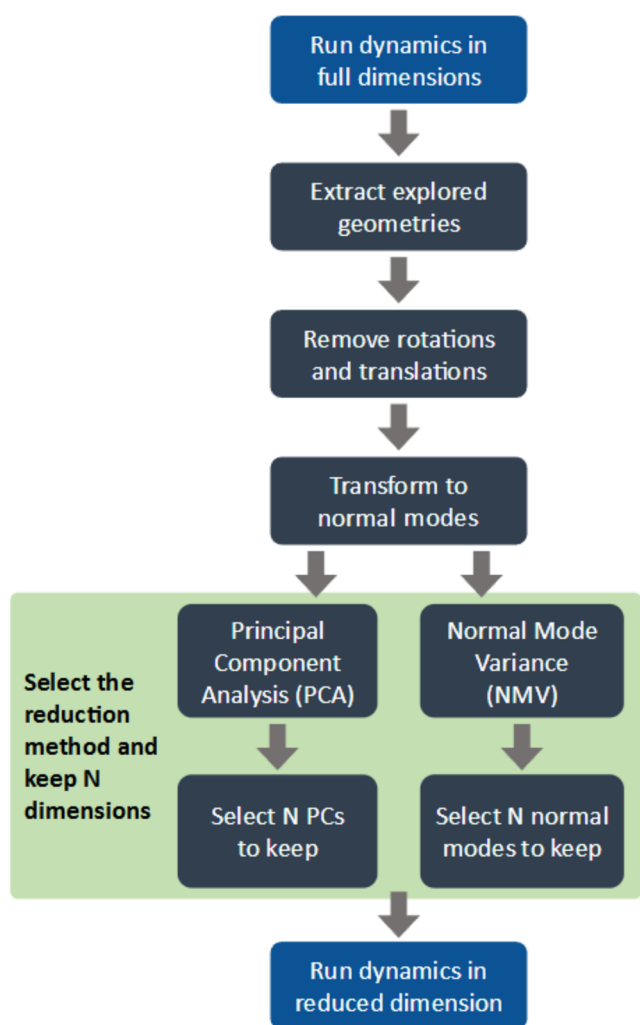 Run dynamics in
full dimensions
Extract explored
geometries
Remove rotations
and translations
Transform to
normal modes
Select the
reduction
method and
keep N
dimensions
Principal
Component
Analysis (PCA)
Normal Mode
Variance
(NMV)
Select N PCs
to keep
Select N normal
modes to keep
Run dynamics in
reduced dimension